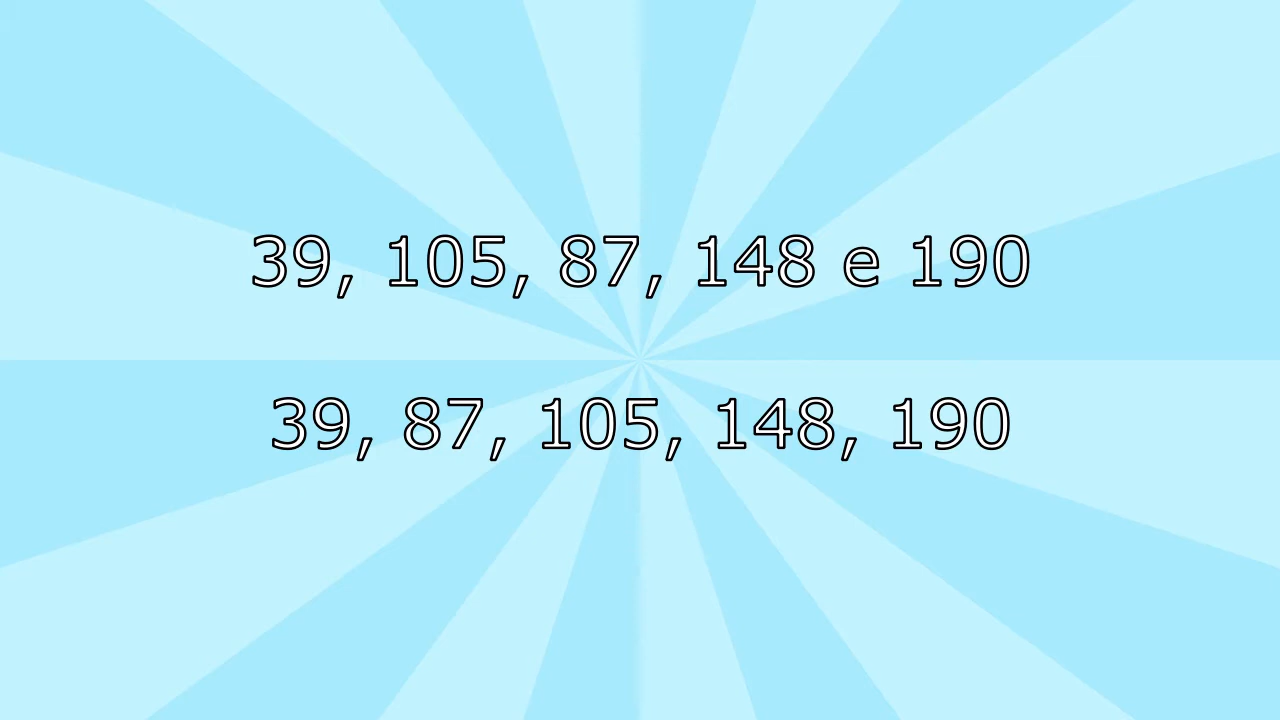 39, 105, 87, 148 e 190
39, 87, 105, 148, 190